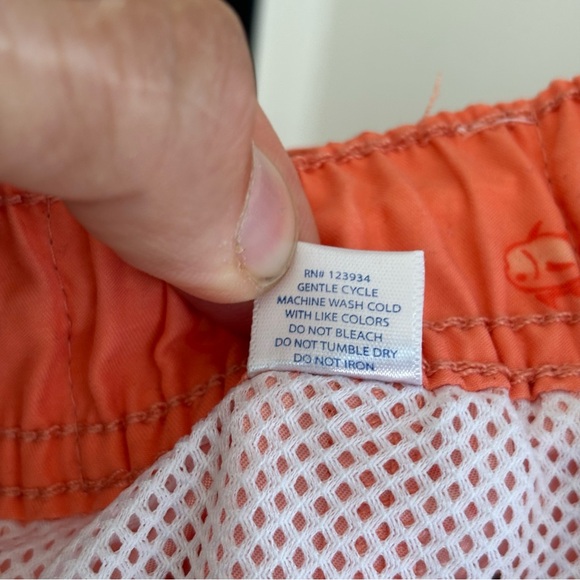 RN# 123934
GENTLE CYCLE
MACHINE WASH COLD
WITH LIKE COLORS
DO NOT BLEACH
DO NOT TUMBLE DRY
DO NOT IRON